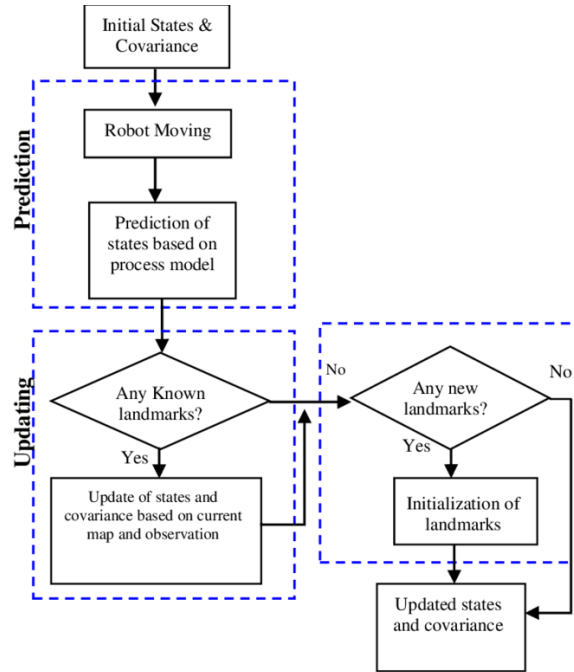 Initial States &
Covariance
Prediction
Robot Moving
Prediction of
states based on
process model
Updating
Any Known
landmarks?
No
Yes
Update of states and
covariance based on current
map and observation
Any new
landmarks?
No
Yes
Initialization of
landmarks
Updated states
and covariance